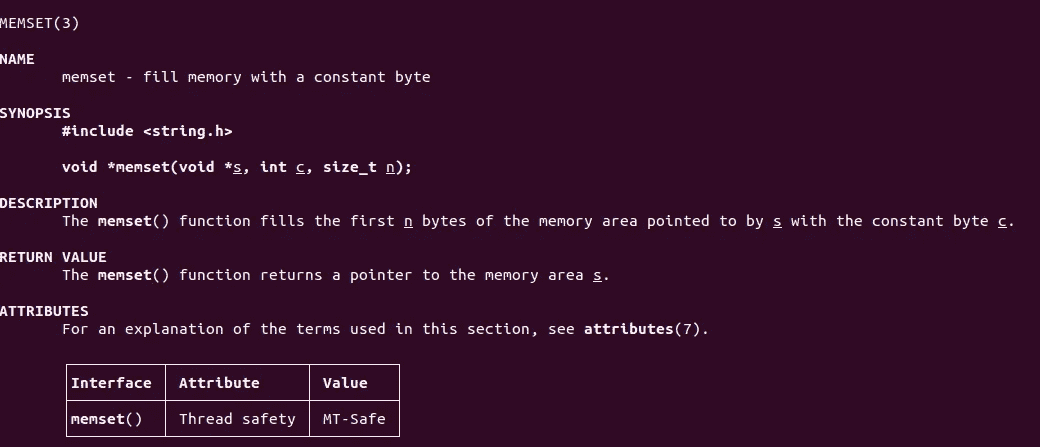 MEMSET(3)
NAME
memset - fill memory with a constant byte
SYNOPSIS
#include <string.h>
void *memset(void *s, int c, size_t n);
DESCRIPTION
The memset() function fills the first n bytes of the memory area pointed to by s with the constant byte c.
RETURN VALUE
The memset() function returns a pointer to the memory area s.
ATTRIBUTES
For an explanation of the terms used in this section, see attributes(7).
Interface Attribute Value
memset() Thread safety MT-Safe